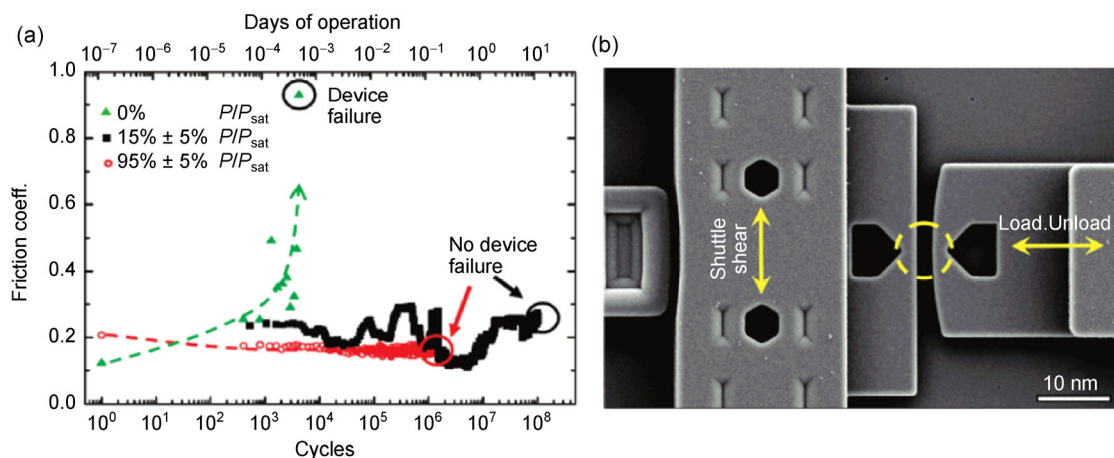 (a)
Days of operation
10⁻⁷ 10⁻⁶ 10⁻⁵ 10⁻⁴ 10⁻³ 10⁻² 10⁻¹ 10⁰ 10¹
1.0
0.8
0.6
0.4
0.2
0.0
Friction coeff.
0% P/Psat
15% ± 5% P/Psat
95% ± 5% P/Psat
Device
failure
No device
failure
10⁰ 10¹ 10² 10³ 10⁴ 10⁵ 10⁶ 10⁷ 10⁸
Cycles
(b)
Shuttle
shear
Load.Unload
10 nm